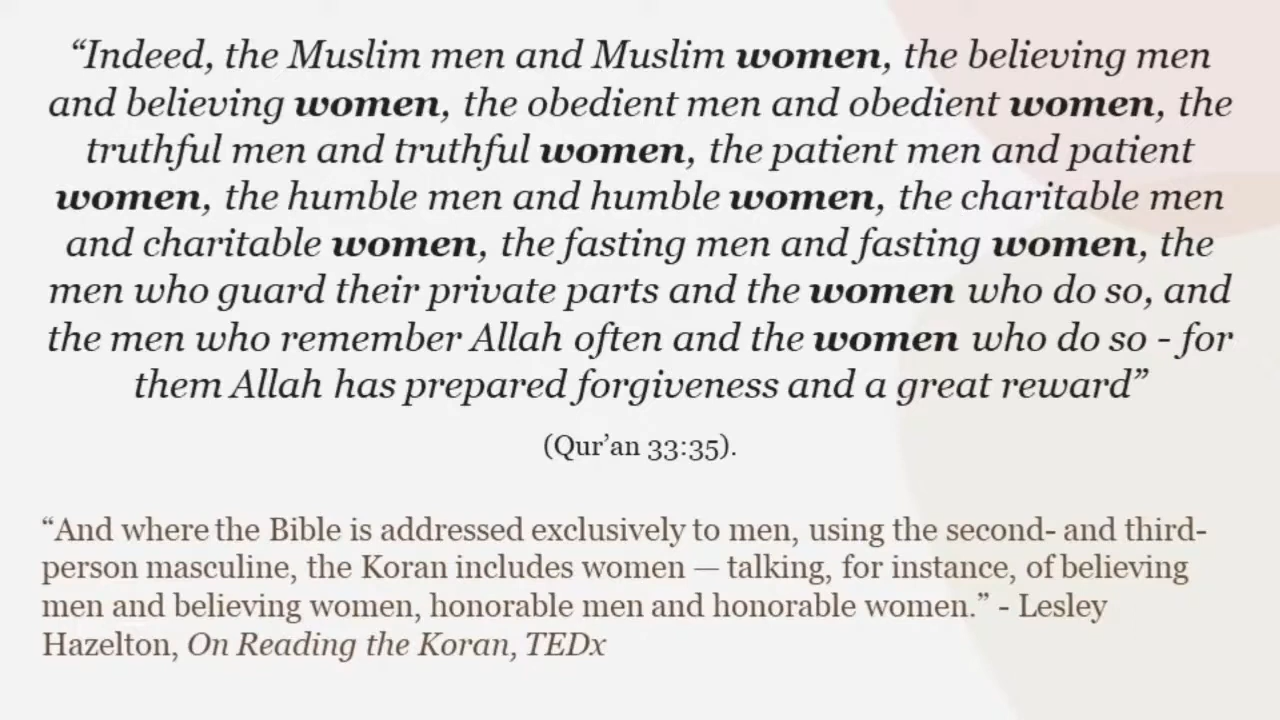 “Indeed, the Muslim men and Muslim women, the believing men
and believing women, the obedient men and obedient women, the
truthful men and truthful women, the patient men and patient
women, the humble men and humble women, the charitable men
and charitable women, the fasting men and fasting women, the
men who guard their private parts and the women who do so, and
the men who remember Allah often and the women who do so - for
them Allah has prepared forgiveness and a great reward”
(Qur’an 33:35).
“And where the Bible is addressed exclusively to men, using the second- and third-
person masculine, the Koran includes women — talking, for instance, of believing
men and believing women, honorable men and honorable women.” - Lesley
Hazelton, On Reading the Koran, TEDx